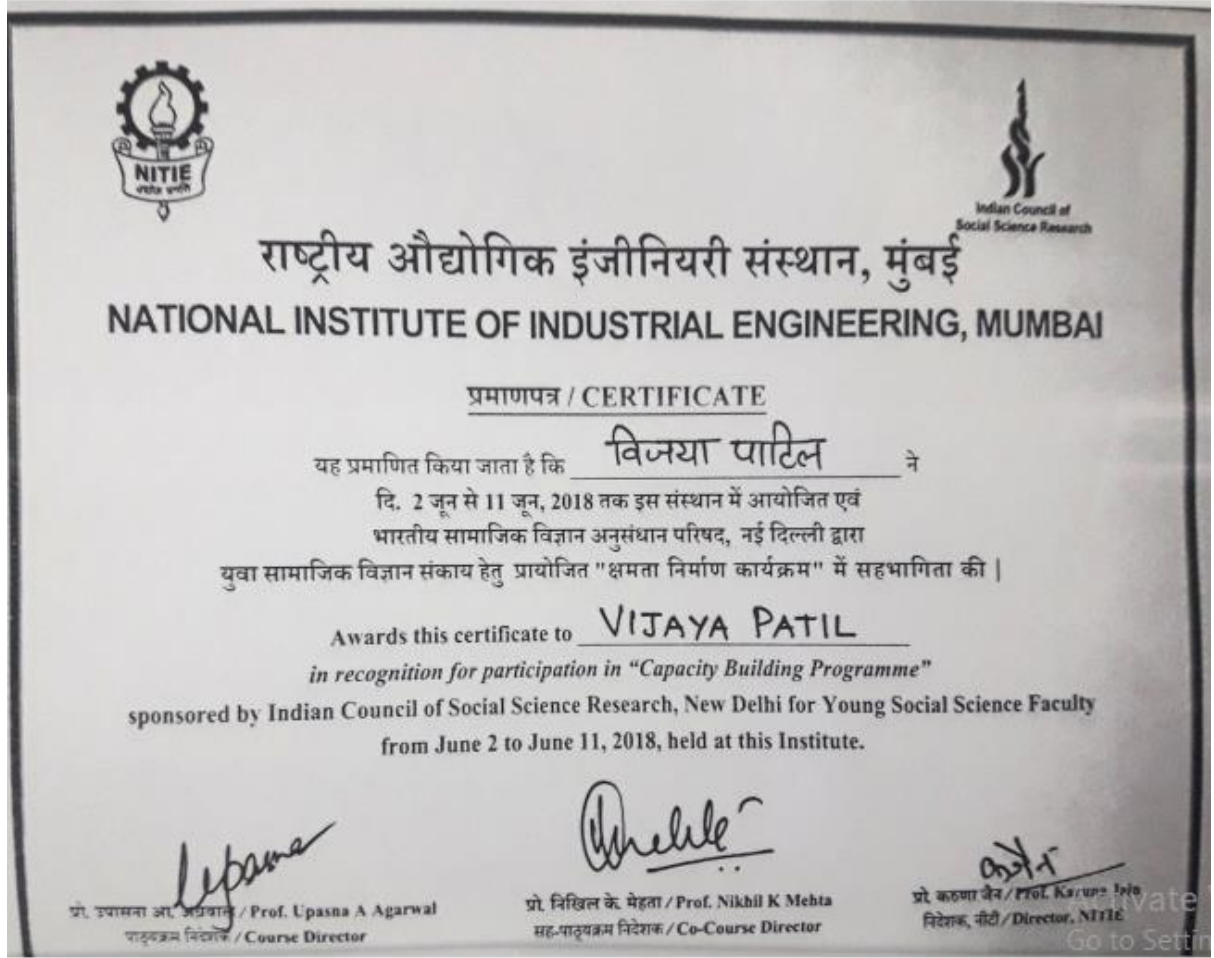 NITIE
Indian Council of
Social Science Research
राष्ट्रीय औद्योगिक इंजीनियरी संस्थान, मुंबई
NATIONAL INSTITUTE OF INDUSTRIAL ENGINEERING, MUMBAI
प्रमाणपत्र / CERTIFICATE
यह प्रमाणित किया जाता है कि विजया पाटिल ने
दि. 2 जून से 11 जून, 2018 तक इस संस्थान में आयोजित एवं
भारतीय सामाजिक विज्ञान अनुसंधान परिषद, नई दिल्ली द्वारा
युवा सामाजिक विज्ञान संकाय हेतु प्रायोजित "क्षमता निर्माण कार्यक्रम" में सहभागिता की |
Awards this certificate to VIJAYA PATIL
in recognition for participation in “Capacity Building Programme”
sponsored by Indian Council of Social Science Research, New Delhi for Young Social Science Faculty
from June 2 to June 11, 2018, held at this Institute.
Upasna
प्रो. उपासना आ. अग्रवाल / Prof. Upasna A Agarwal
पाठ्यक्रम निदेशक / Course Director
प्रो. निखिल के. मेहता / Prof. Nikhil K Mehta
सह-पाठ्यक्रम निदेशक / Co-Course Director
प्रो. करुणा जैन / Prof. Karuna Jain
निदेशक, नीटी / Director, NITIE
Activate
Go to Settin